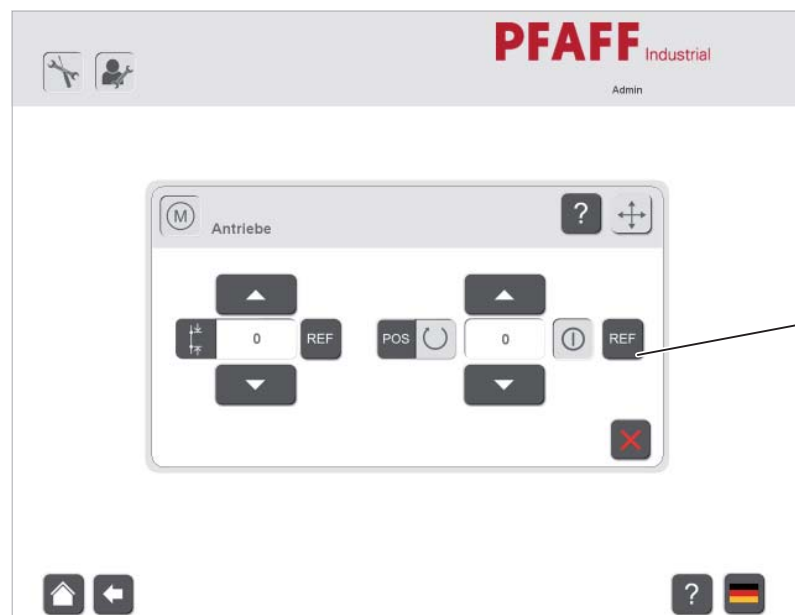 PFAFF Industrial
Admin
M
Antriebe
?
0
REF
POS
0
REF
?